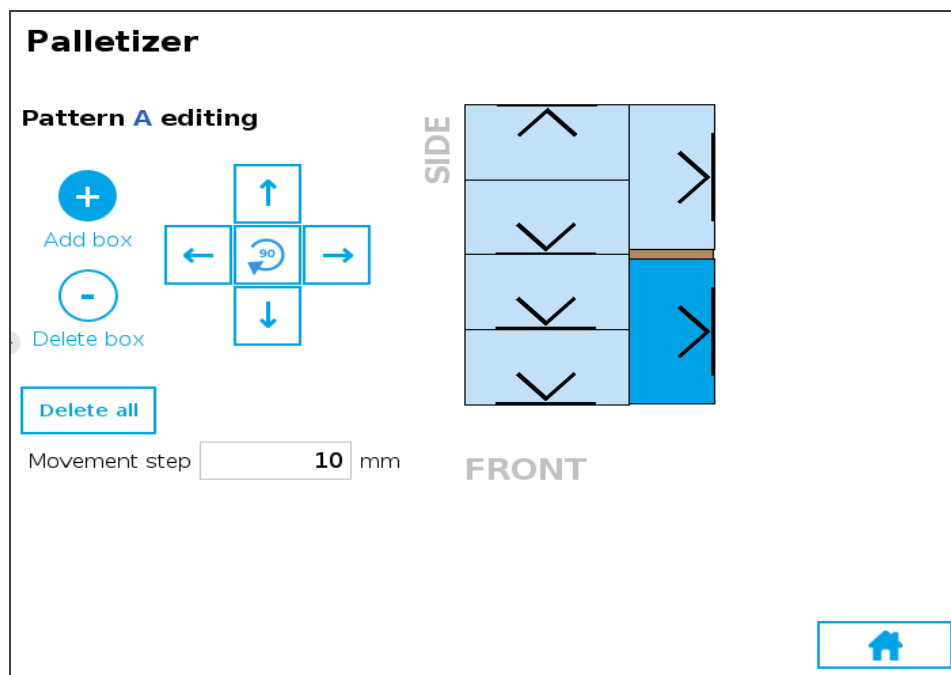 Palletizer
Pattern A editing
SIDE
+
Add box
↑
←
90
→
-
Delete box
↓
Delete all
Movement step 10 mm
FRONT